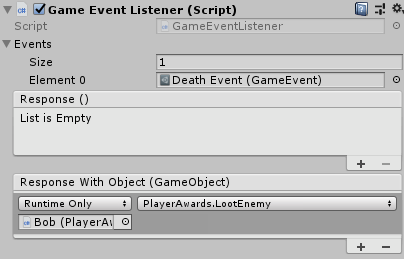 Game Event Listener (Script)
Script GameEventListener
Events
Size 1
Element 0 Death Event (GameEvent)
Response ()
List is Empty
+ −
Response With Object (GameObject)
Runtime Only PlayerAwards.LootEnemy
Bob (PlayerAw
+ −